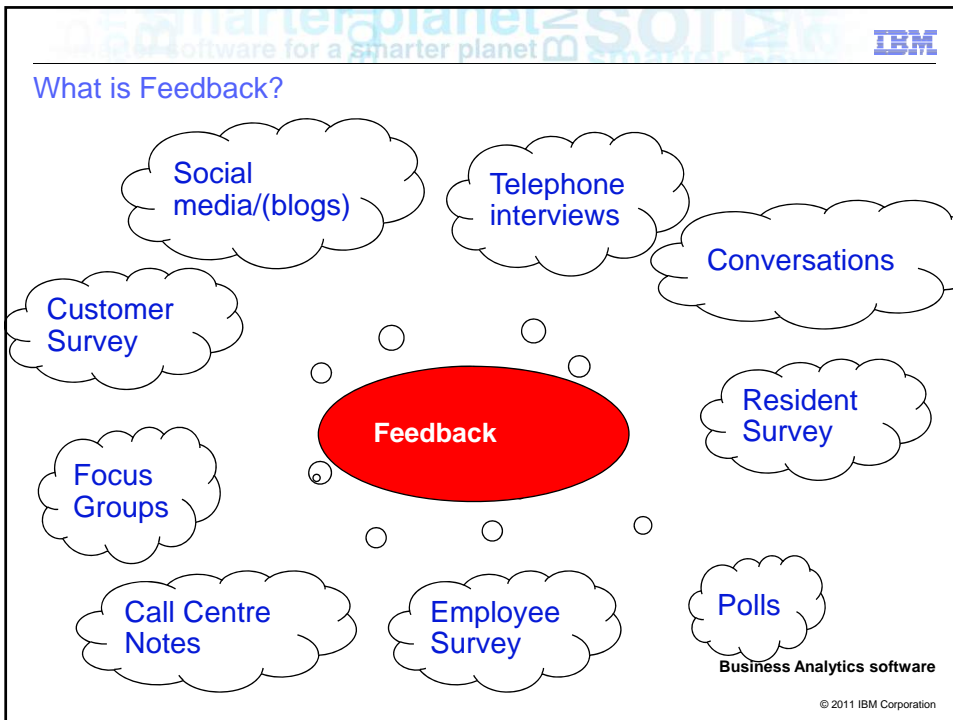 software for a smarter planet
IBM
What is Feedback?
Social
media/(blogs)
Telephone
interviews
Conversations
Customer
Survey
Feedback
Resident
Survey
Focus
Groups
Call Centre
Notes
Employee
Survey
Polls
Business Analytics software
© 2011 IBM Corporation